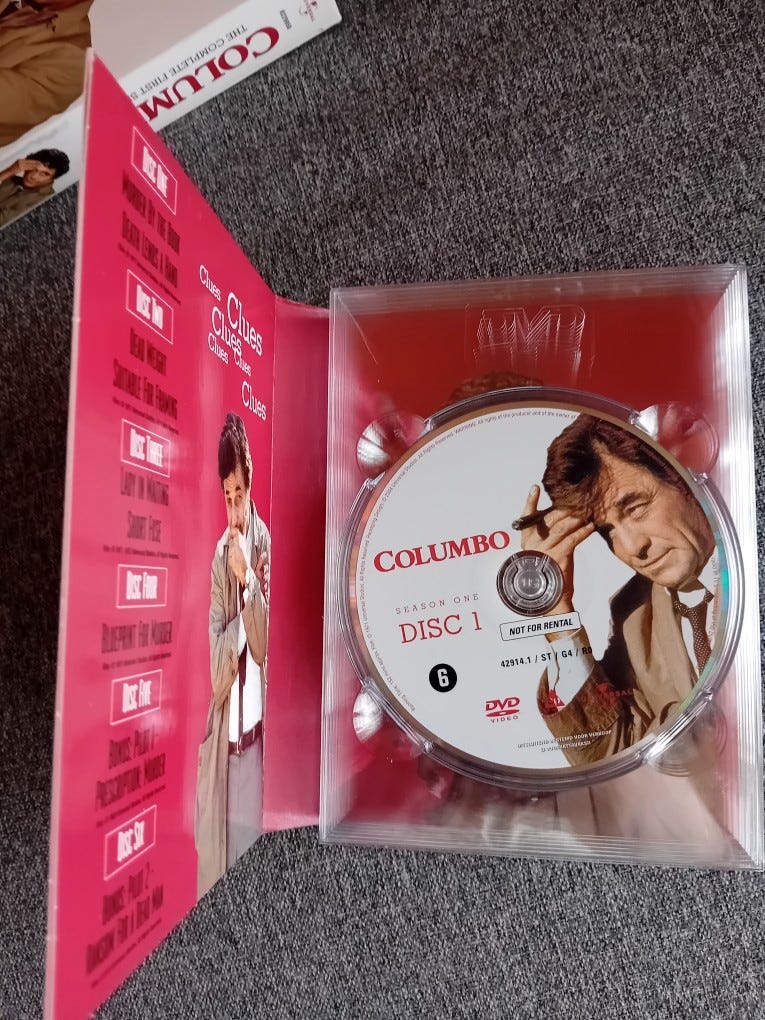 COLUM
THE COMPLETE FIRST S
DISC ONE
MURDER BY THE BOOK
DEATH LENDS A HAND
DISC TWO
DEAD WEIGHT
SUITABLE FOR FRAMING
DISC THREE
LADY IN WAITING
SHORT FUSE
DISC FOUR
BLUEPRINT FOR MURDER
DISC FIVE
BONUS: PILOT 1 -
PRESCRIPTION: MURDER
DISC SIX
BONUS: PILOT 2 -
RANSOM FOR A DEAD MAN
Clues
Clues
Clues
Clues
Clues
Clues
COLUMBO
SEASON ONE
DISC 1
NOT FOR RENTAL
42914.1 / ST / G4 / R0
6
DVD
VIDEO